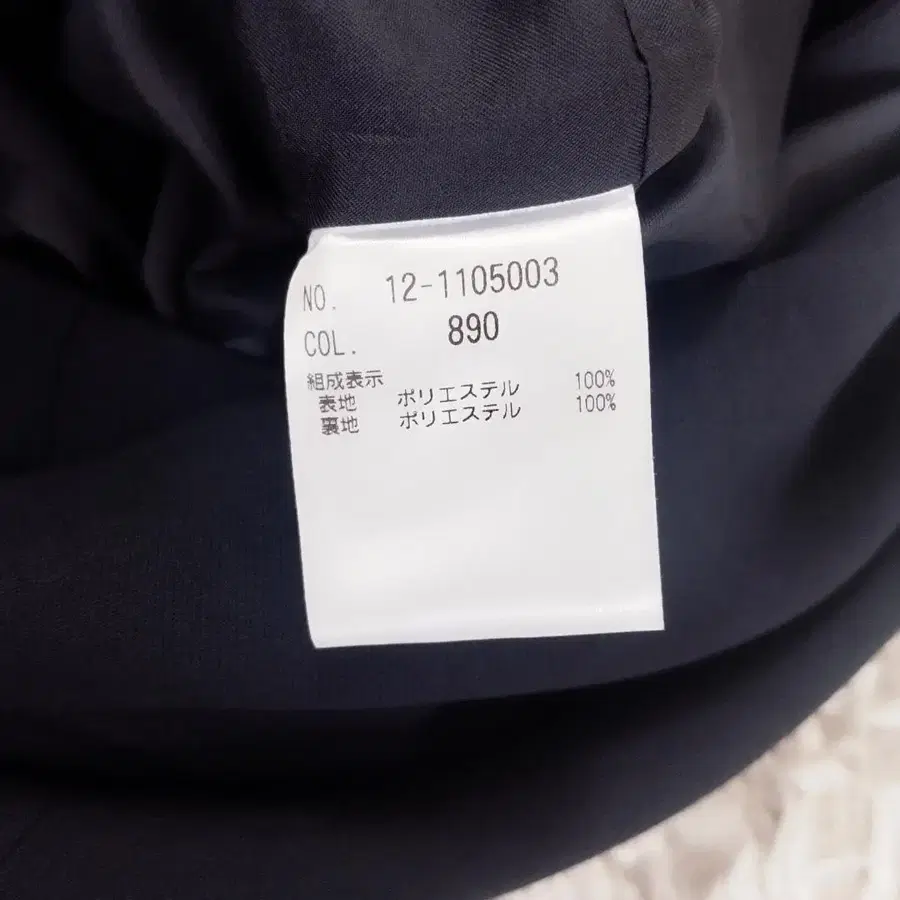 NO. 12-1105003
COL. 890
組成表示
表地 ポリエステル 100%
裏地 ポリエステル 100%